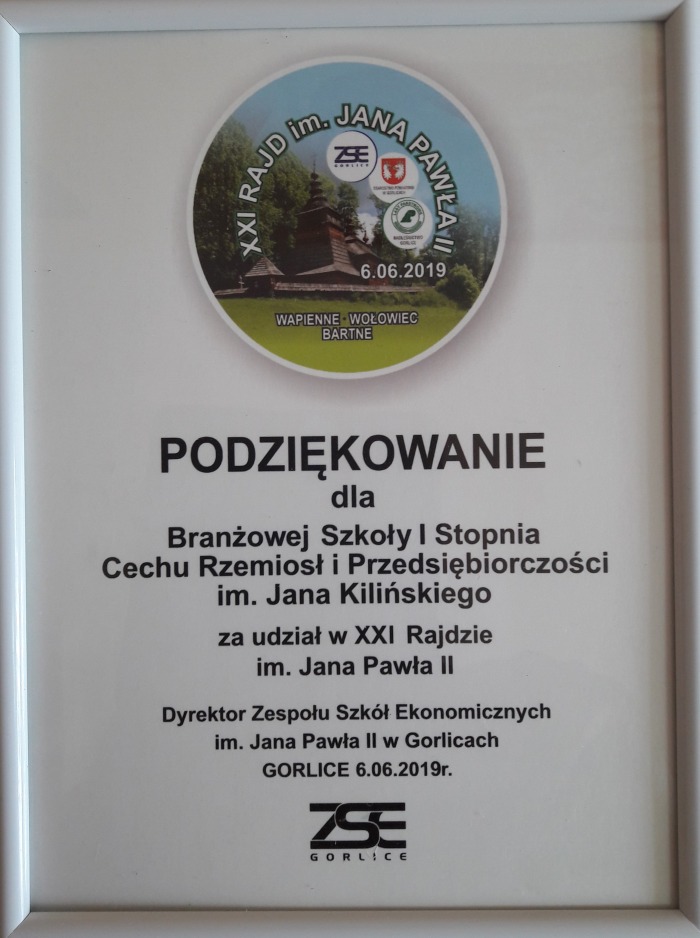 XXI RAJD im. JANA PAWŁA II
ZSE
GORLICE
6.06.2019
WAPIENNE - WOŁOWIEC
BARTNE
PODZIĘKOWANIE
dla
Branżowej Szkoły I Stopnia
Cechu Rzemiosł i Przedsiębiorczości
im. Jana Kilińskiego
za udział w XXI Rajdzie
im. Jana Pawła II
Dyrektor Zespołu Szkół Ekonomicznych
im. Jana Pawła II w Gorlicach
GORLICE 6.06.2019r.
ZSE
GORLICE